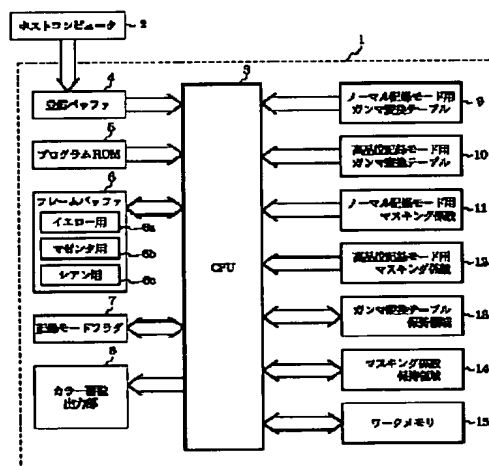 ホストコンピュータ
2
1
3
4
受信バッファ
5
プログラムROM
6
フレームバッファ
イエロー用
6a
マゼンタ用
6b
シアン用
6c
7
記録モードフラグ
8
カラー画像
出力部
CPU
ノーマル記録モード用
ガンマ変換テーブル
9
高品位記録モード用
ガンマ変換テーブル
10
ノーマル記録モード用
マスキング係数
11
高品位記録モード用
マスキング係数
12
ガンマ変換テーブル
保持領域
13
マスキング係数
保持領域
14
ワークメモリ
15